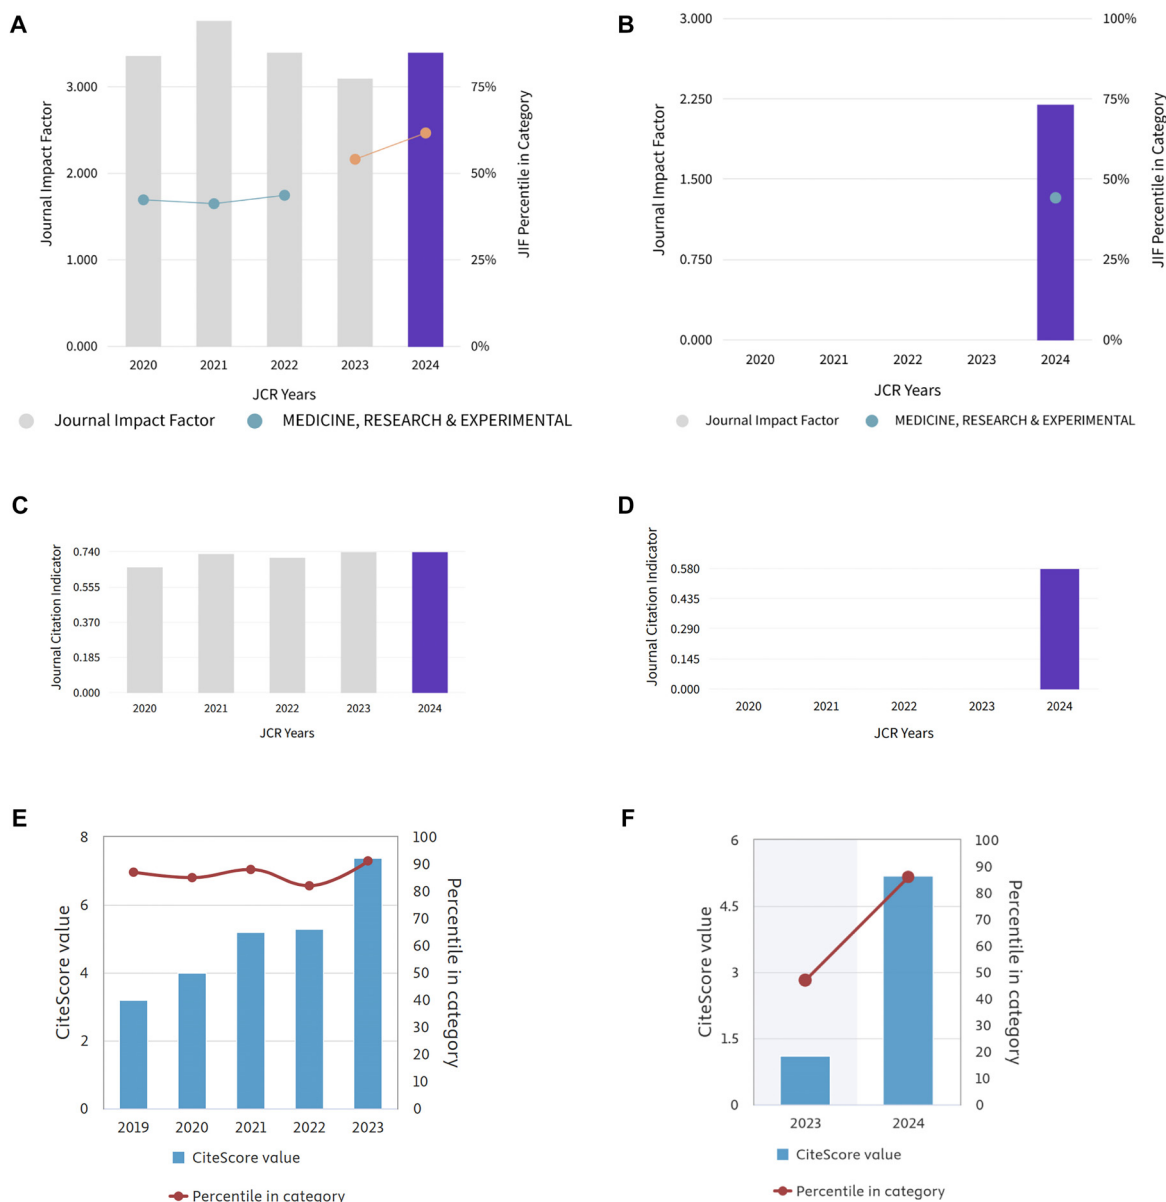 A
Journal Impact Factor
3.000
2.000
1.000
0.000
75%
50%
25%
0%
JIF Percentile in Category
2020 2021 2022 2023 2024
JCR Years
Journal Impact Factor MEDICINE, RESEARCH & EXPERIMENTAL
B
Journal Impact Factor
3.000
2.250
1.500
0.750
0.000
100%
75%
50%
25%
0%
JIF Percentile in Category
2020 2021 2022 2023 2024
JCR Years
Journal Impact Factor MEDICINE, RESEARCH & EXPERIMENTAL
C
Journal Citation Indicator
0.740
0.555
0.370
0.185
0.000
2020 2021 2022 2023 2024
JCR Years
D
Journal Citation Indicator
0.580
0.435
0.290
0.145
0.000
2020 2021 2022 2023 2024
JCR Years
E
CiteScore value
8
6
4
2
0
100
90
80
70
60
50
40
30
20
10
0
Percentile in category
2019 2020 2021 2022 2023
CiteScore value
Percentile in category
F
CiteScore value
6
4.5
3
1.5
0
100
90
80
70
60
50
40
30
20
10
0
Percentile in category
2023 2024
CiteScore value
Percentile in category